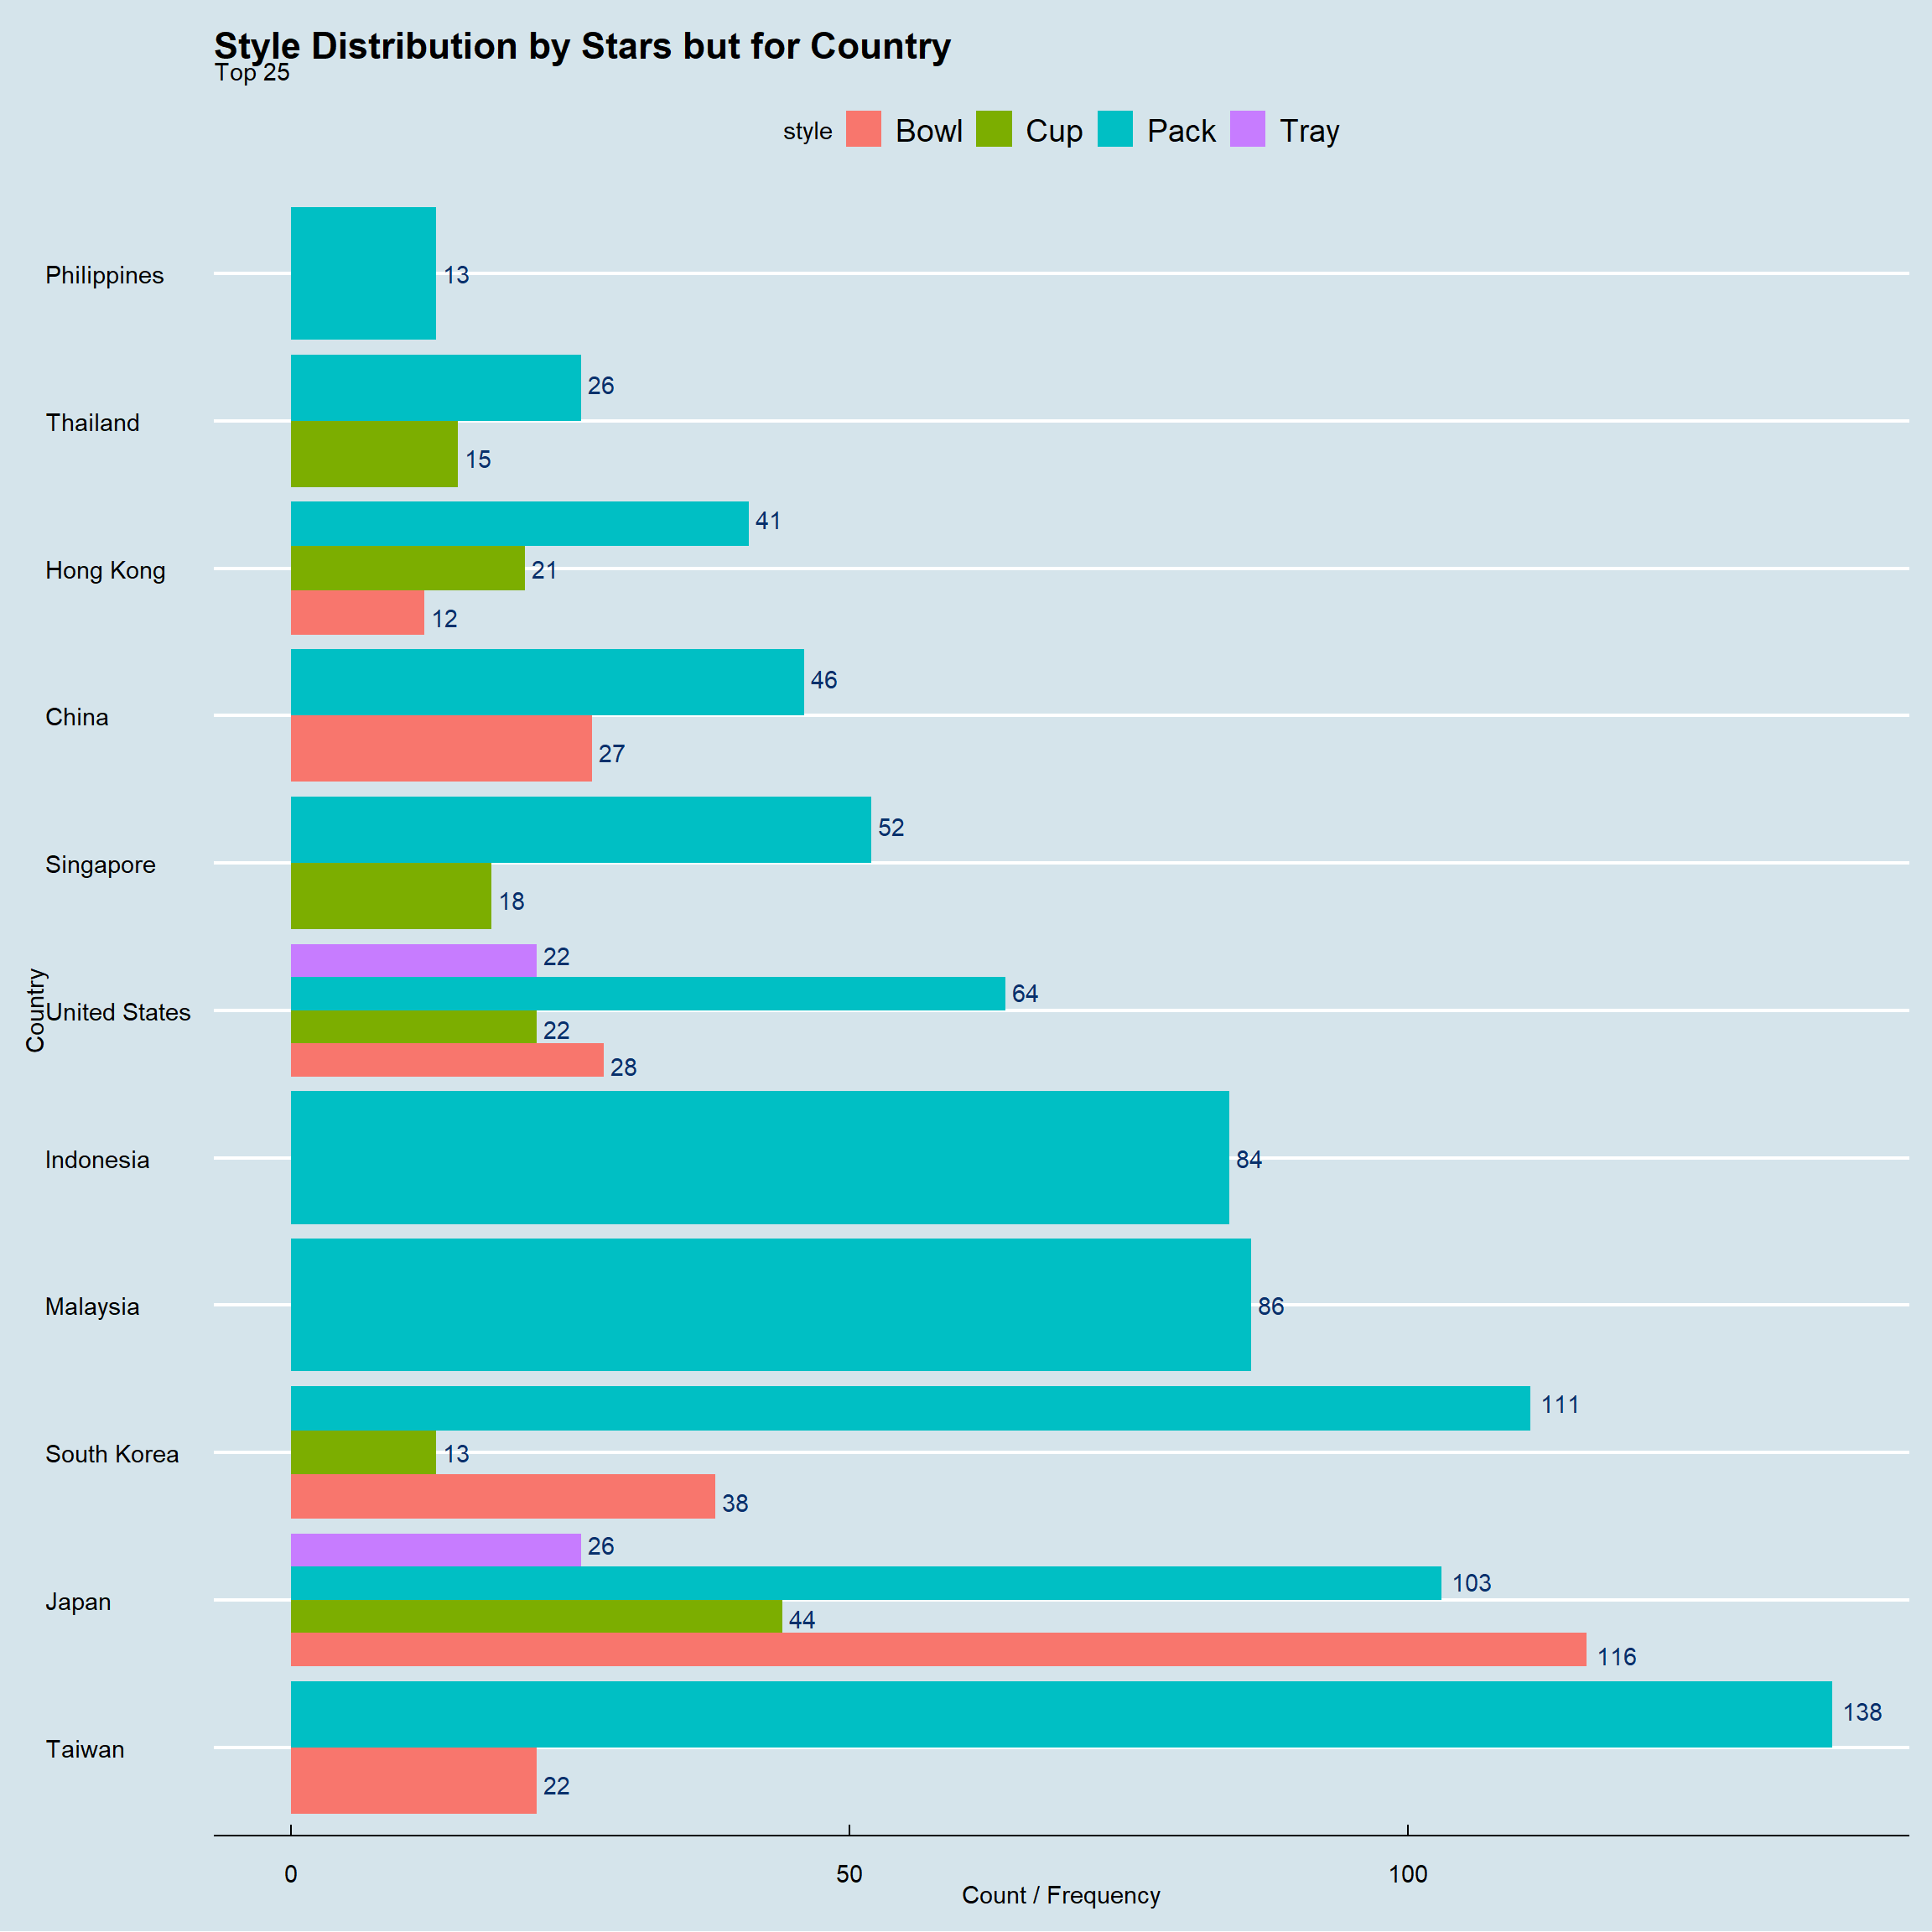 Style Distribution by Stars but for Country
Top 25
style Bowl Cup Pack Tray
Philippines 13
26
Thailand
15
41
Hong Kong 21
12
46
China
27
52
Singapore
18
22
64
United States
22
28
Country
Indonesia 84
Malaysia 86
111
South Korea 13
38
26
103
Japan
44
116
138
Taiwan
22
0 50 100
Count / Frequency